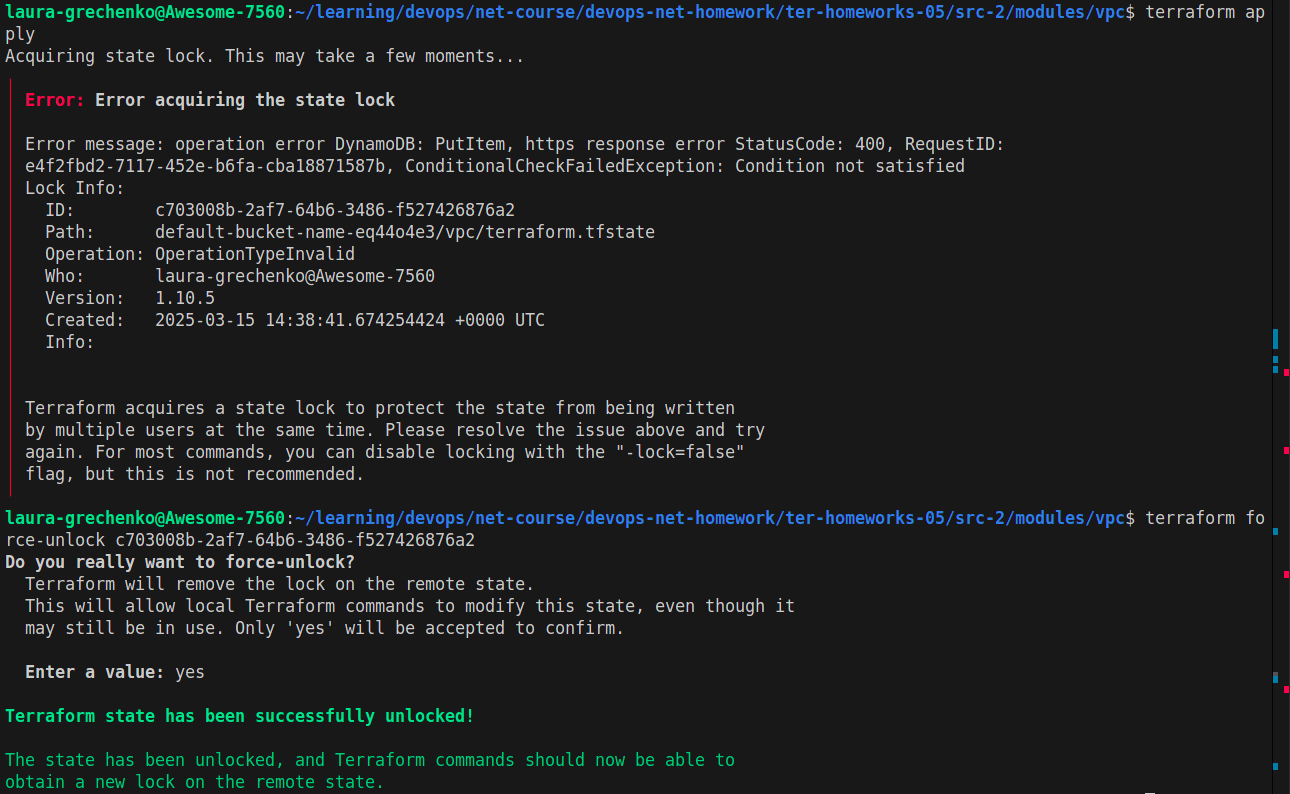 laura-grechenko@Awesome-7560:~/learning/devops/net-course/devops-net-homework/ter-homeworks-05/src-2/modules/vpc$ terraform ap
ply
Acquiring state lock. This may take a few moments...
Error: Error acquiring the state lock
Error message: operation error DynamoDB: PutItem, https response error StatusCode: 400, RequestID:
e4f2fbd2-7117-452e-b6fa-cba18871587b, ConditionalCheckFailedException: Condition not satisfied
Lock Info:
ID:        c703008b-2af7-64b6-3486-f527426876a2
Path:      default-bucket-name-eq44o4e3/vpc/terraform.tfstate
Operation: OperationTypeInvalid
Who:       laura-grechenko@Awesome-7560
Version:   1.10.5
Created:   2025-03-15 14:38:41.674254424 +0000 UTC
Info:
Terraform acquires a state lock to protect the state from being written
by multiple users at the same time. Please resolve the issue above and try
again. For most commands, you can disable locking with the "-lock=false"
flag, but this is not recommended.
laura-grechenko@Awesome-7560:~/learning/devops/net-course/devops-net-homework/ter-homeworks-05/src-2/modules/vpc$ terraform fo
rce-unlock c703008b-2af7-64b6-3486-f527426876a2
Do you really want to force-unlock?
Terraform will remove the lock on the remote state.
This will allow local Terraform commands to modify this state, even though it
may still be in use. Only 'yes' will be accepted to confirm.
Enter a value: yes
Terraform state has been successfully unlocked!
The state has been unlocked, and Terraform commands should now be able to
obtain a new lock on the remote state.